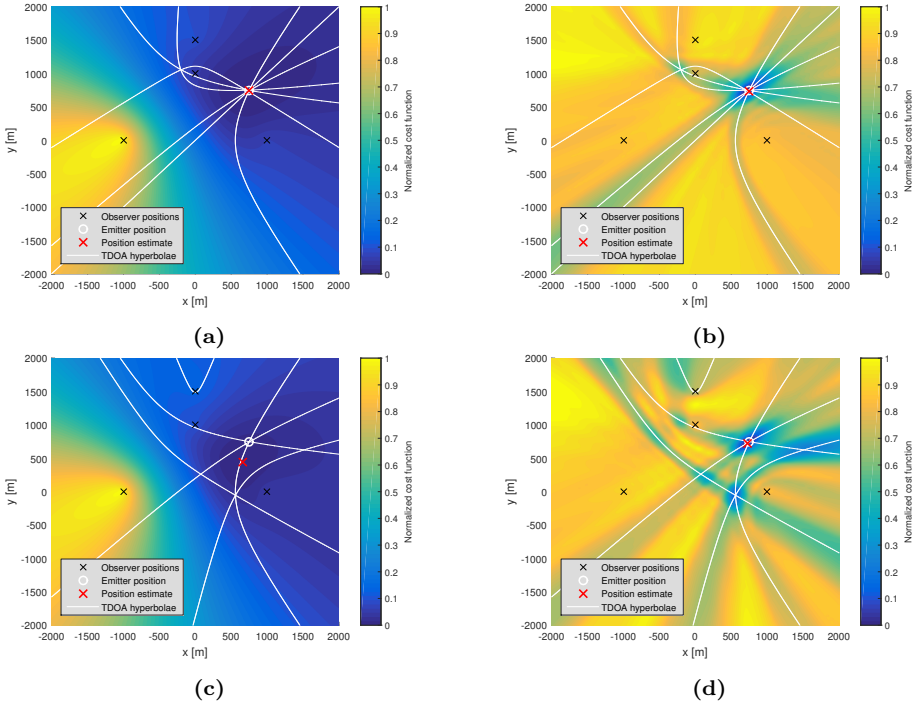 2000
1500
1000
500
0
-500
-1000
-1500
-2000
y [m]
-2000 -1500 -1000 -500 0 500 1000 1500 2000
x [m]
Observer positions
Emitter position
Position estimate
TDOA hyperbolae
1
0.9
0.8
0.7
0.6
0.5
0.4
0.3
0.2
0.1
0
Normalized cost function
(a)
2000
1500
1000
500
0
-500
-1000
-1500
-2000
y [m]
-2000 -1500 -1000 -500 0 500 1000 1500 2000
x [m]
Observer positions
Emitter position
Position estimate
TDOA hyperbolae
1
0.9
0.8
0.7
0.6
0.5
0.4
0.3
0.2
0.1
0
Normalized cost function
(b)
2000
1500
1000
500
0
-500
-1000
-1500
-2000
y [m]
-2000 -1500 -1000 -500 0 500 1000 1500 2000
x [m]
Observer positions
Emitter position
Position estimate
TDOA hyperbolae
1
0.9
0.8
0.7
0.6
0.5
0.4
0.3
0.2
0.1
0
Normalized cost function
(c)
2000
1500
1000
500
0
-500
-1000
-1500
-2000
y [m]
-2000 -1500 -1000 -500 0 500 1000 1500 2000
x [m]
Observer positions
Emitter position
Position estimate
TDOA hyperbolae
1
0.9
0.8
0.7
0.6
0.5
0.4
0.3
0.2
0.1
0
Normalized cost function
(d)